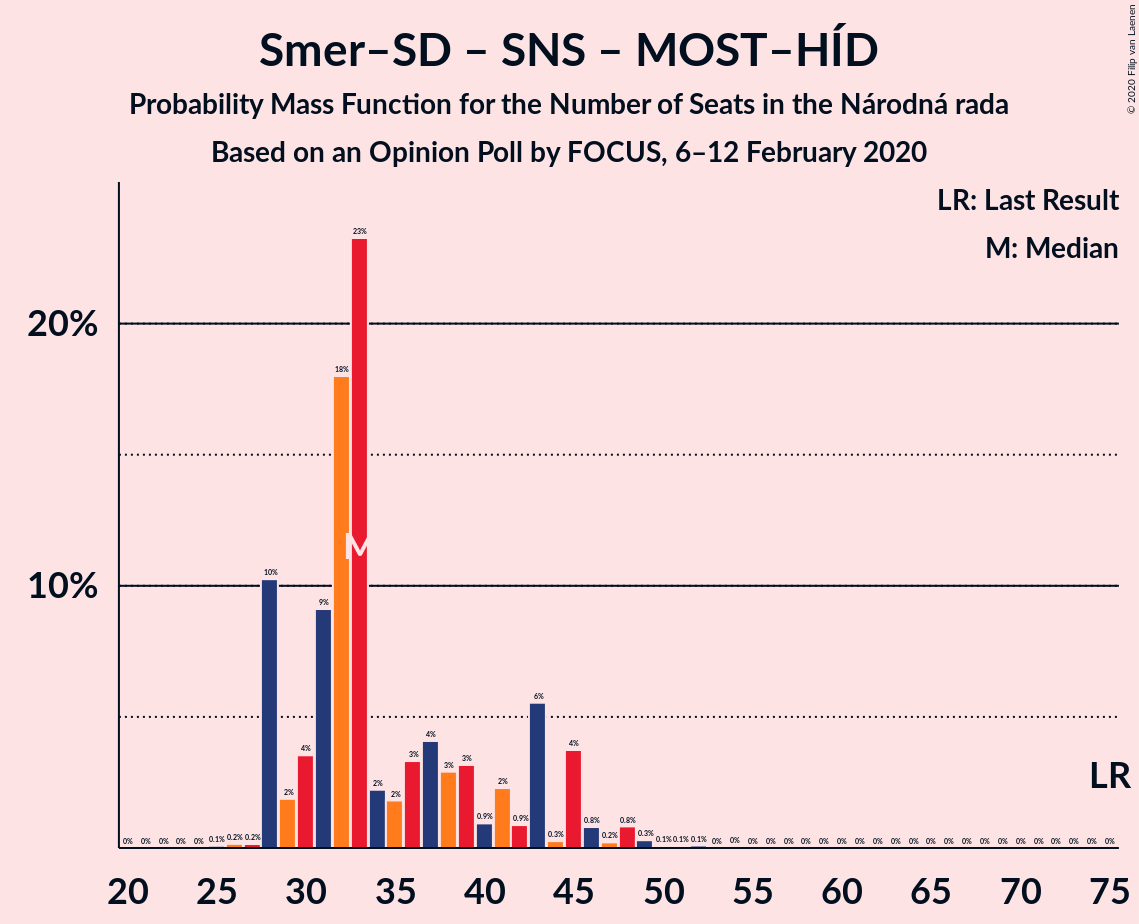 Smer–SD – SNS – MOST–HÍD
Probability Mass Function for the Number of Seats in the Národná rada
Based on an Opinion Poll by FOCUS, 6–12 February 2020
© 2020 Filip van Laenen
LR: Last Result
M: Median
20%
10%
0% 0% 0% 0% 0% 0.1% 0.2% 0.2% 10% 2% 4% 9% 18% 23% 2% 2% 3% 4% 3% 3% 0.9% 2% 0.9% 6% 0.3% 4% 0.8% 0.2% 0.8% 0.3% 0.1% 0.1% 0.1% 0% 0% 0% 0% 0% 0% 0% 0% 0% 0% 0% 0% 0% 0% 0% 0% 0% 0% 0% 0% 0% 0% 0%
M
LR
20 25 30 35 40 45 50 55 60 65 70 75